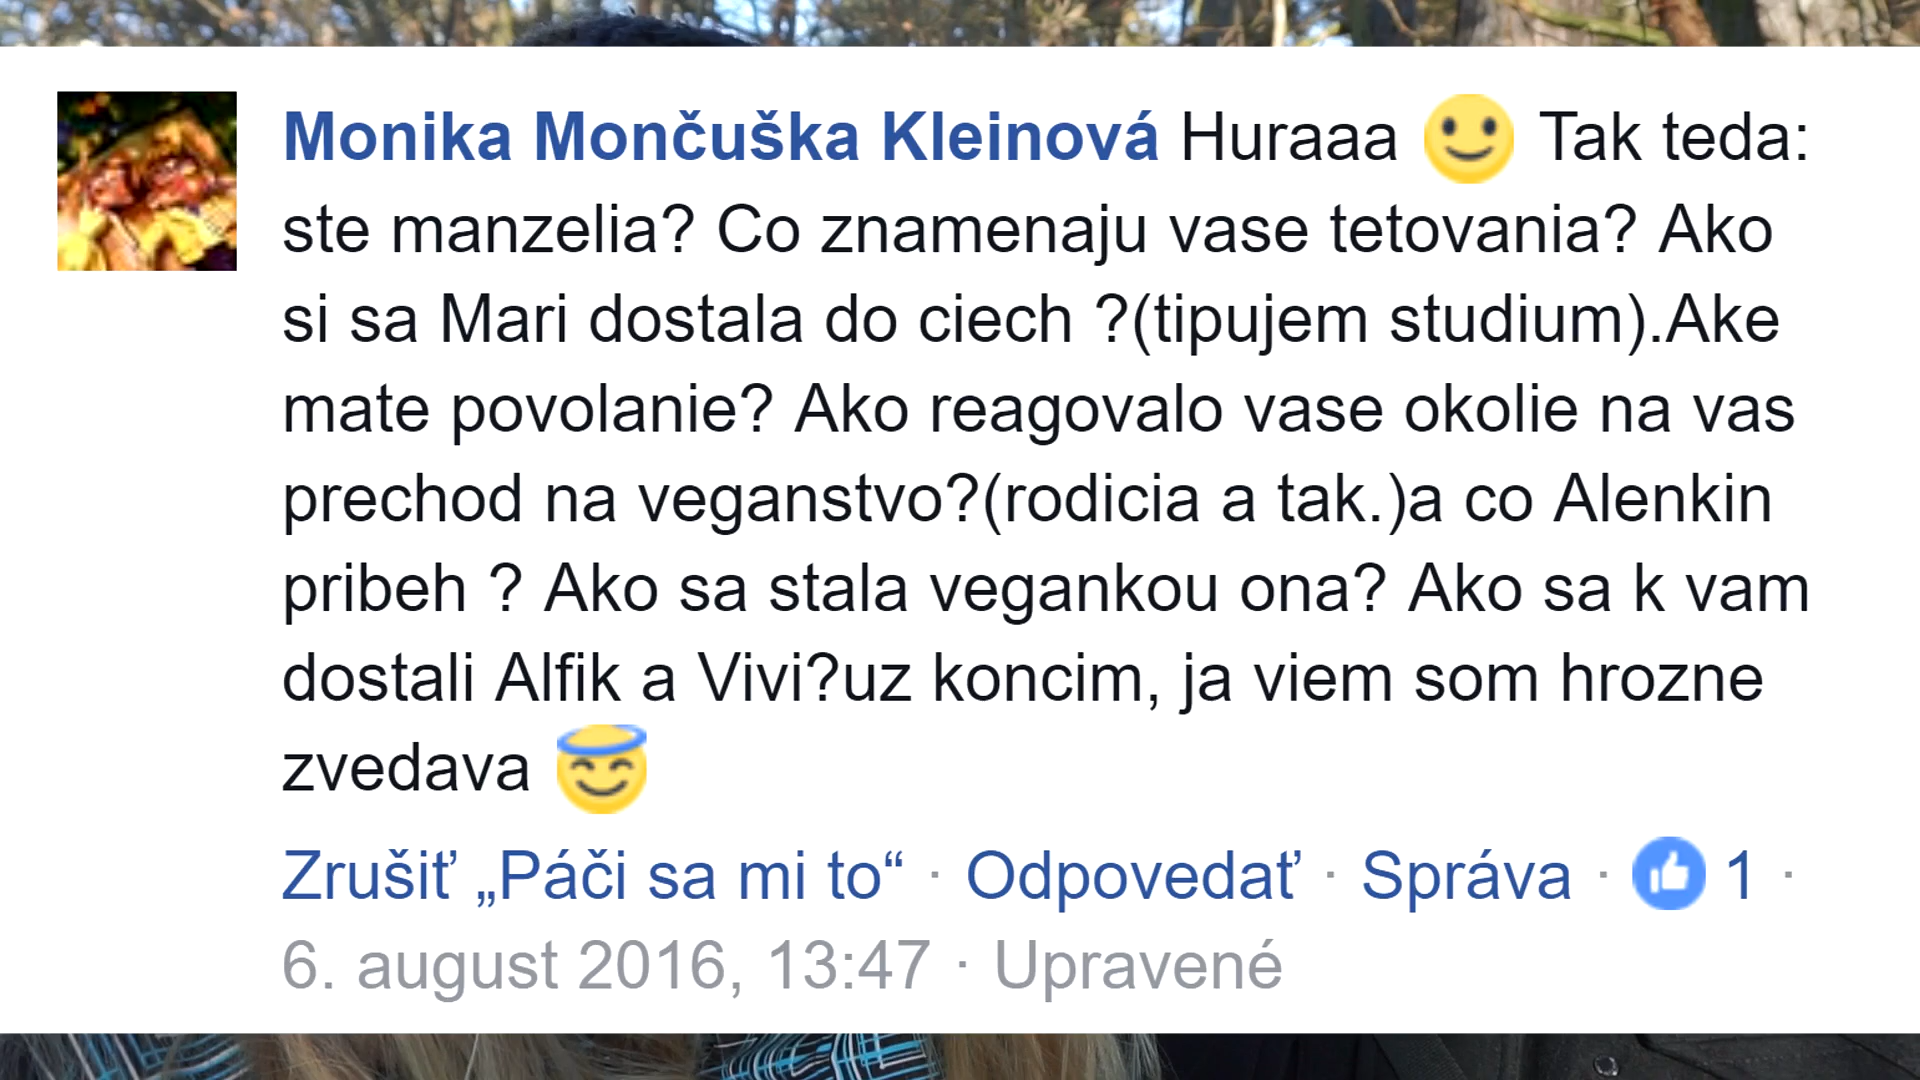 Monika Mončuška Kleinová Huraaa 🙂 Tak teda:
ste manzelia? Co znamenaju vase tetovania? Ako
si sa Mari dostala do ciech ?(tipujem studium).Ake
mate povolanie? Ako reagovalo vase okolie na vas
prechod na veganstvo?(rodicia a tak.)a co Alenkin
pribeh ? Ako sa stala vegankou ona? Ako sa k vam
dostali Alfik a Vivi?uz koncim, ja viem som hrozne
zvedava 😇
Zrušiť „Páči sa mi to“ · Odpovedať · Správa · 1 ·
6. august 2016, 13:47 · Upravené